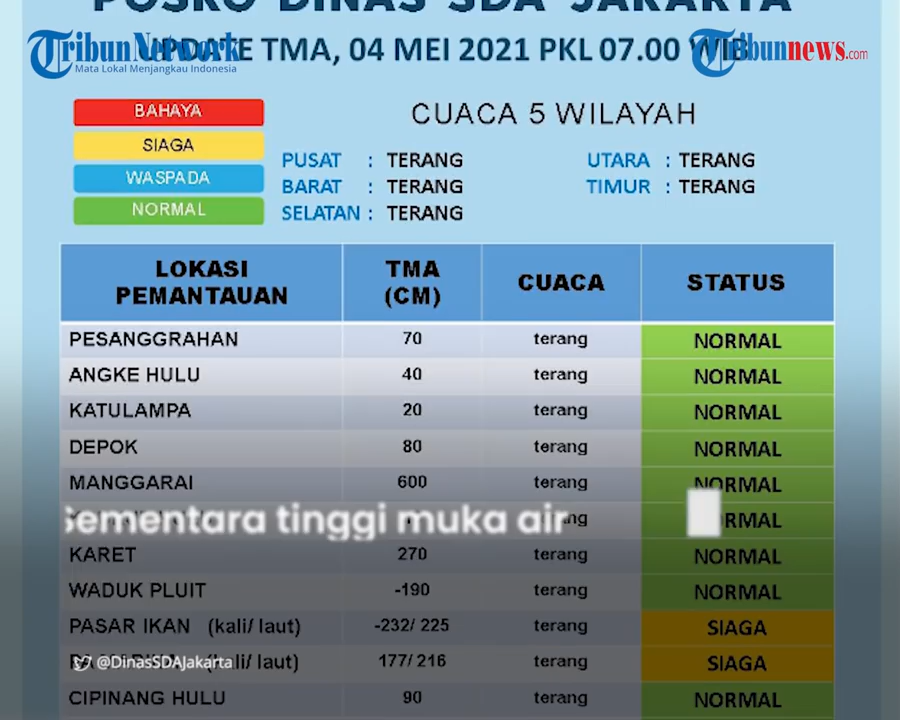 POSKO DINAS SDA JAKARTA
UPDATE TMA, 04 MEI 2021 PKL 07.00 WIB
Tribun Network
Mata Lokal Menjangkau Indonesia
Tribunnews.com
BAHAYA
SIAGA
WASPADA
NORMAL
CUACA 5 WILAYAH
PUSAT : TERANG
UTARA : TERANG
BARAT : TERANG
TIMUR : TERANG
SELATAN : TERANG
LOKASI PEMANTAUAN TMA (CM) CUACA STATUS
PESANGGRAHAN 70 terang NORMAL
ANGKE HULU 40 terang NORMAL
KATULAMPA 20 terang NORMAL
DEPOK 80 terang NORMAL
MANGGARAI 600 terang NORMAL
Sementara tinggi muka air
KARET 270 terang NORMAL
WADUK PLUIT -190 terang NORMAL
PASAR IKAN (kali/ laut) -232/ 225 terang SIAGA
177/ 216 terang SIAGA
@DinasSDAJakarta
CIPINANG HULU 90 terang NORMAL